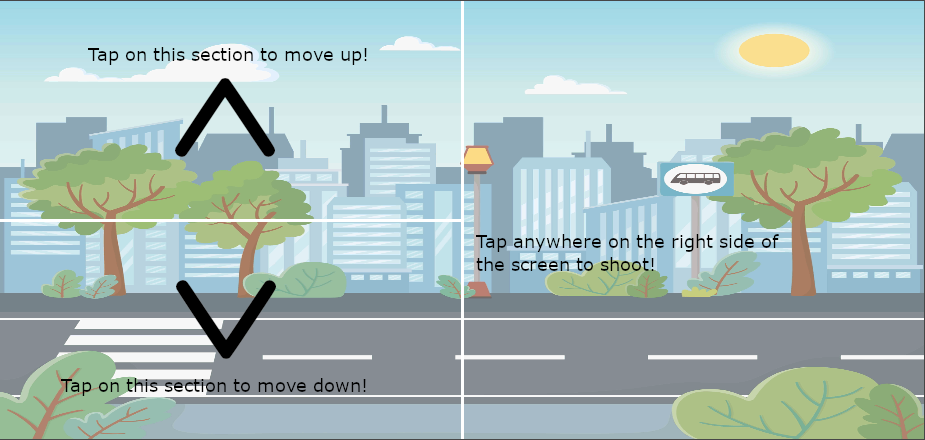 Tap on this section to move up!
Tap anywhere on the right side of
the screen to shoot!
Tap on this section to move down!